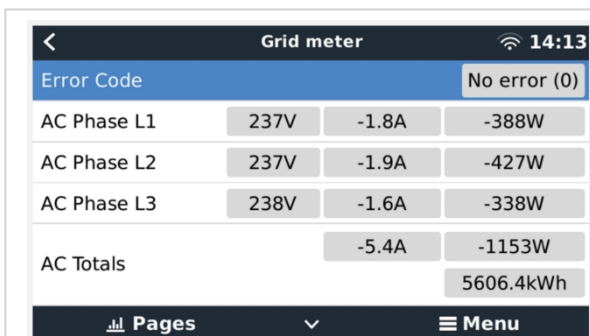 Grid meter 14:13
Error Code No error (0)
AC Phase L1 237V -1.8A -388W
AC Phase L2 237V -1.9A -427W
AC Phase L3 238V -1.6A -338W
AC Totals -5.4A -1153W
5606.4kWh
Pages Menu